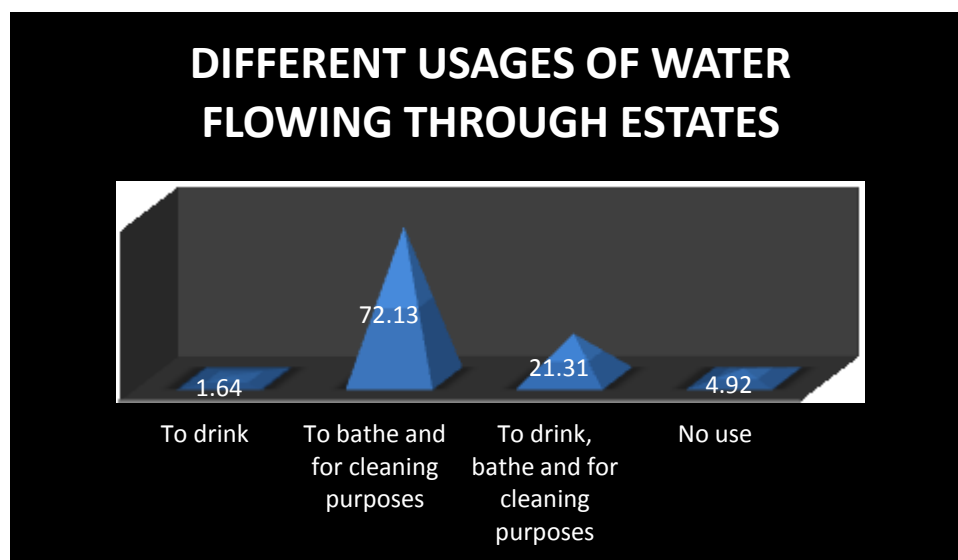 DIFFERENT USAGES OF WATER
FLOWING THROUGH ESTATES
72.13
21.31
1.64
4.92
To drink
To bathe and
for cleaning
purposes
To drink,
bathe and for
cleaning
purposes
No use